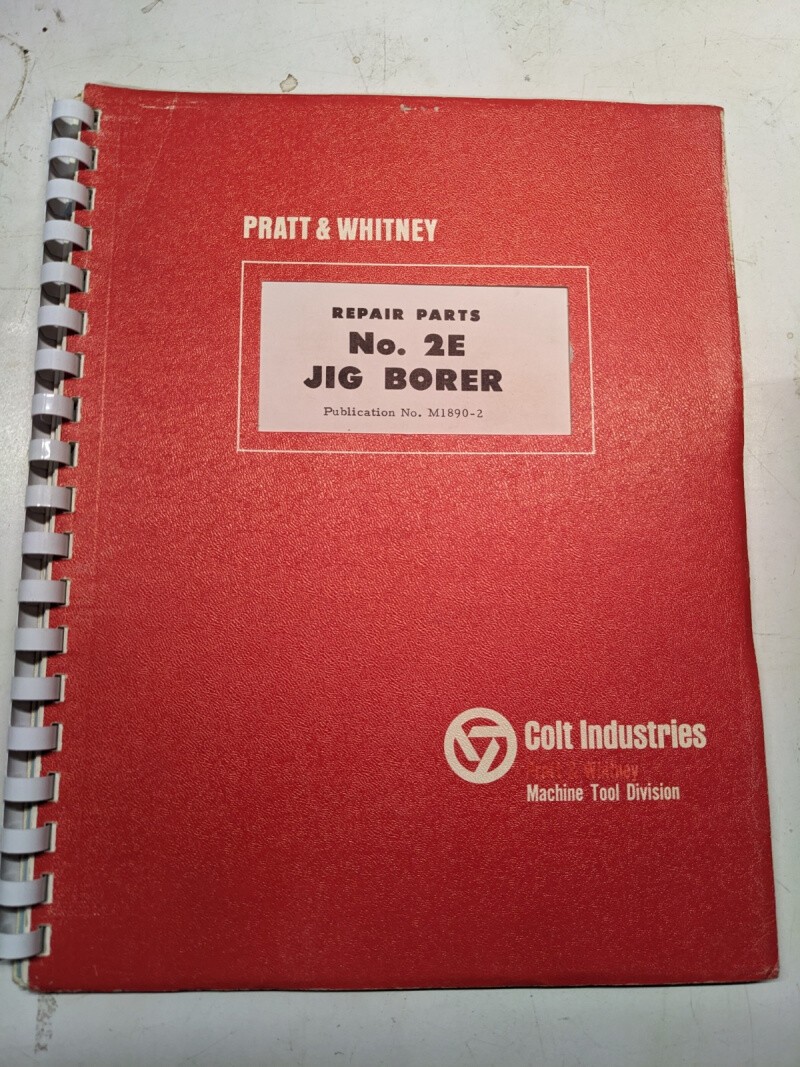 PRATT & WHITNEY
REPAIR PARTS
No. 2E
JIG BORER
Publication No. M1890-2
Colt Industries
Pratt & Whitney
Machine Tool Division